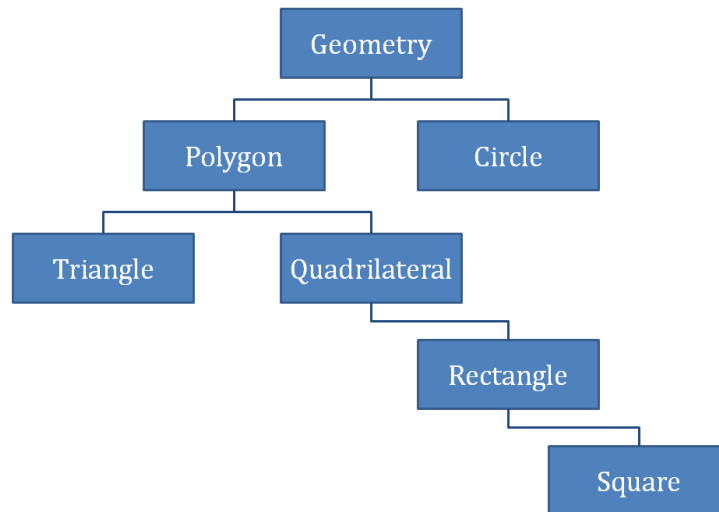 Geometry
Polygon
Circle
Triangle
Quadrilateral
Rectangle
Square